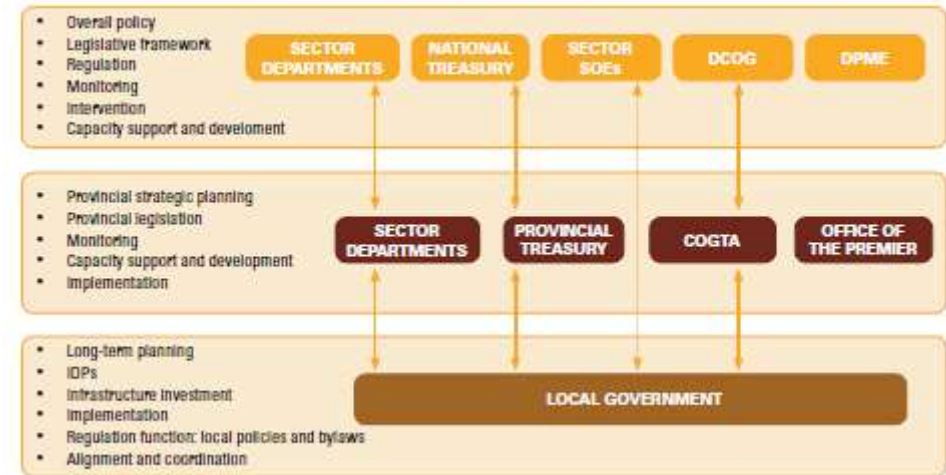 • Overall policy
• Legislative framework
• Regulation
• Monitoring
• Intervention
• Capacity support and develoment
SECTOR
DEPARTMENTS
NATIONAL
TREASURY
SECTOR
SOEs
DCOG
DPME
• Provincial strategic planning
• Provincial legislation
• Monitoring
• Capacity support and development
• Implementation
SECTOR
DEPARTMENTS
PROVINCIAL
TREASURY
COGTA
OFFICE OF
THE PREMIER
• Long-term planning
• IDPs
• Infrastructure investment
• Implementation
• Regulation function: local policies and bylaws
• Alignment and coordination
LOCAL GOVERNMENT